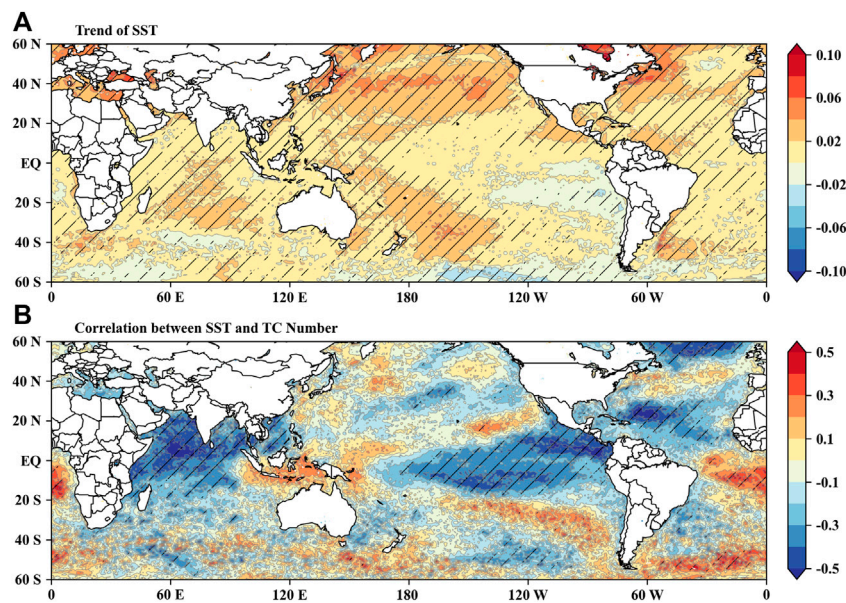 A
Trend of SST
60 N
40 N
20 N
EQ
20 S
40 S
60 S
0
60 E
120 E
180
120 W
60 W
0
0.10
0.06
0.02
-0.02
-0.06
-0.10
B
Correlation between SST and TC Number
60 N
40 N
20 N
EQ
20 S
40 S
60 S
0
60 E
120 E
180
120 W
60 W
0
0.5
0.3
0.1
-0.1
-0.3
-0.5